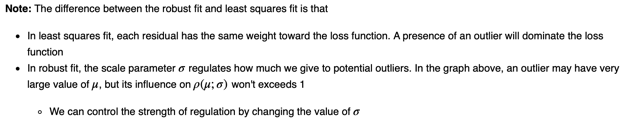 Note: The difference between the robust fit and least squares fit is that
• In least squares fit, each residual has the same weight toward the loss function. A presence of an outlier will dominate the loss
function
• In robust fit, the scale parameter σ regulates how much we give to potential outliers. In the graph above, an outlier may have very
large value of μ, but its influence on ρ(μ; σ) won't exceeds 1
◦ We can control the strength of regulation by changing the value of σ